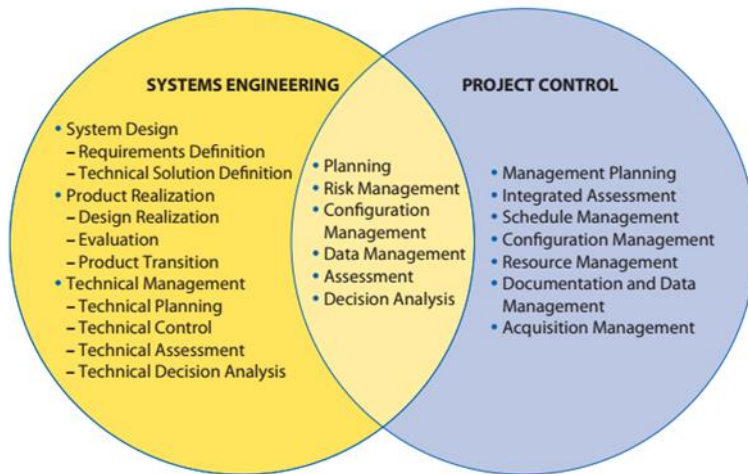 SYSTEMS ENGINEERING
• System Design
– Requirements Definition
– Technical Solution Definition
• Product Realization
– Design Realization
– Evaluation
– Product Transition
• Technical Management
– Technical Planning
– Technical Control
– Technical Assessment
– Technical Decision Analysis
• Planning
• Risk Management
• Configuration
Management
• Data Management
• Assessment
• Decision Analysis
PROJECT CONTROL
• Management Planning
• Integrated Assessment
• Schedule Management
• Configuration Management
• Resource Management
• Documentation and Data
Management
• Acquisition Management